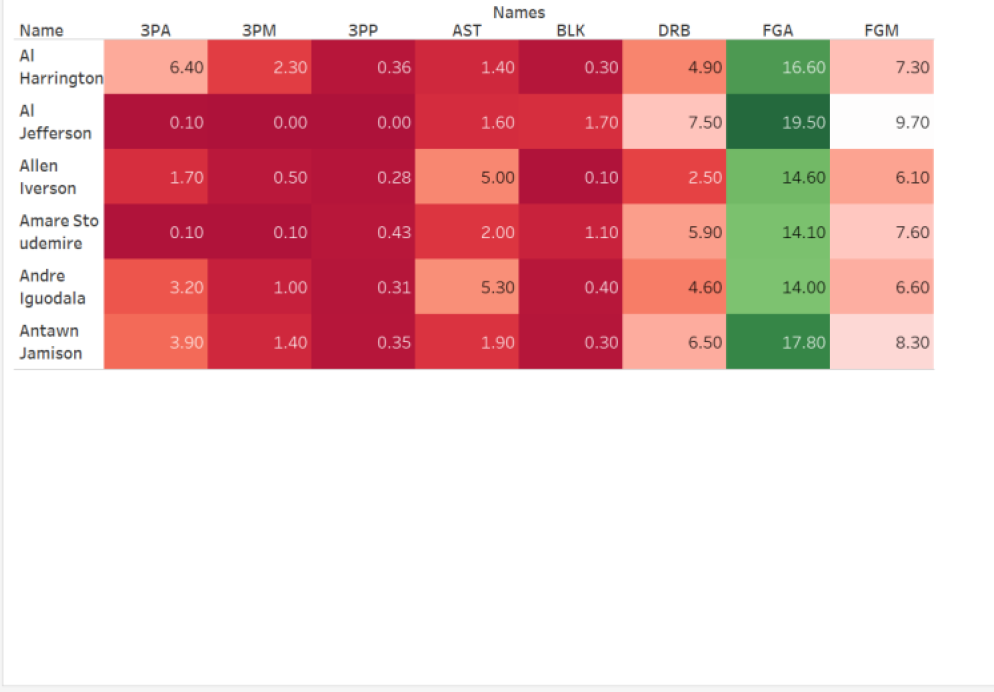 Names
Name 3PA 3PM 3PP AST BLK DRB FGA FGM
Al
Harrington 6.40 2.30 0.36 1.40 0.30 4.90 16.60 7.30
Al
Jefferson 0.10 0.00 0.00 1.60 1.70 7.50 19.50 9.70
Allen
Iverson 1.70 0.50 0.28 5.00 0.10 2.50 14.60 6.10
Amare Sto
udemire 0.10 0.10 0.43 2.00 1.10 5.90 14.10 7.60
Andre
Iguodala 3.20 1.00 0.31 5.30 0.40 4.60 14.00 6.60
Antawn
Jamison 3.90 1.40 0.35 1.90 0.30 6.50 17.80 8.30